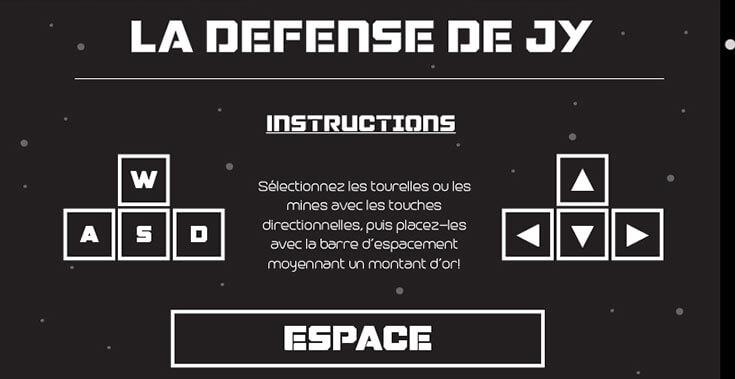 LA DEFENSE DE JY
INSTRUCTIONS
W
A S D
Sélectionnez les tourelles ou les
mines avec les touches
directionnelles, puis placez-les
avec la barre d'espacement
moyennant un montant d'or!
▲
◀ ▼ ▶
ESPACE